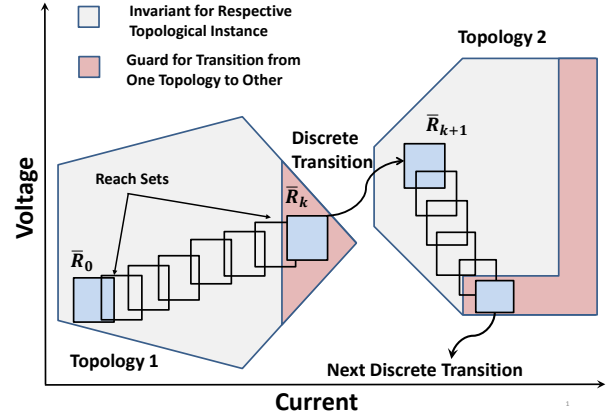 Invariant for Respective
Topological Instance
Guard for Transition from
One Topology to Other
Topology 2
Discrete
Transition
R̅k+1
Reach Sets
R̅k
R̅0
Voltage
Topology 1
Next Discrete Transition
Current
1